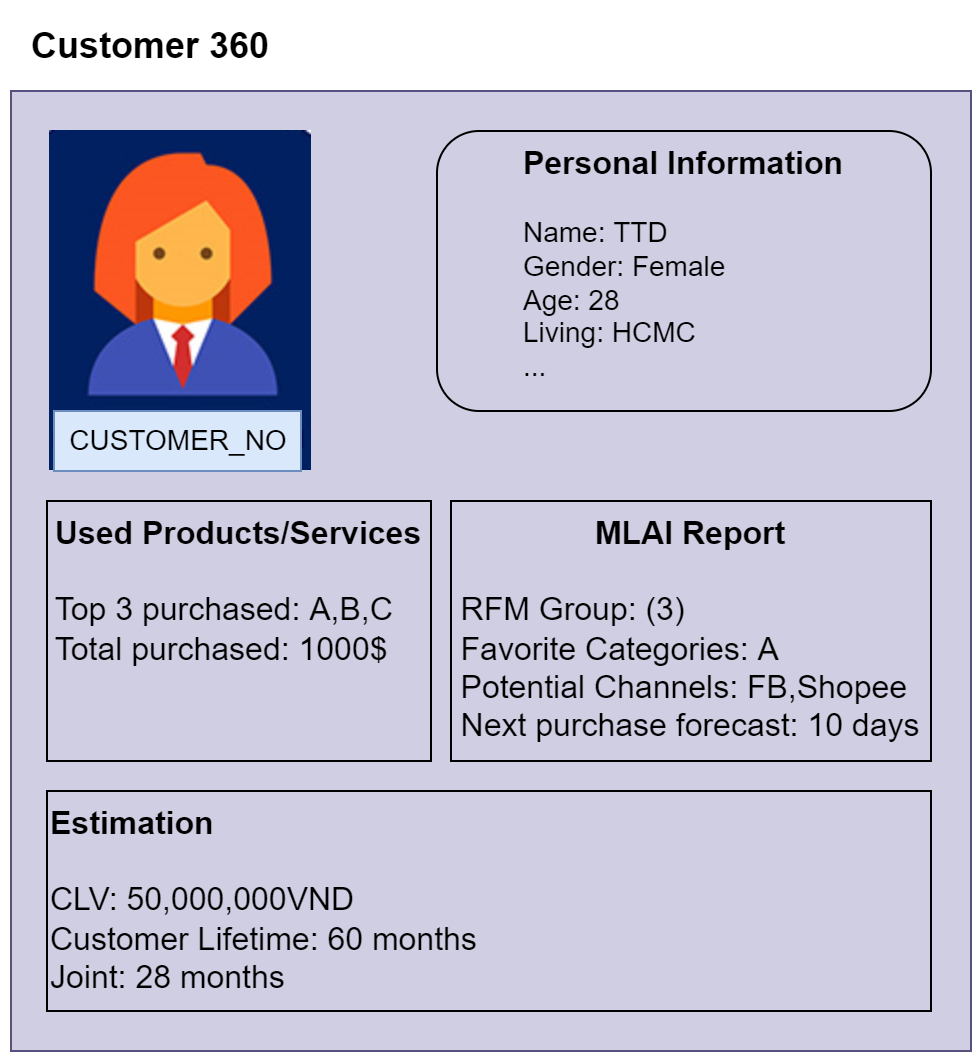 Customer 360
Personal Information
Name: TTD
Gender: Female
Age: 28
Living: HCMC
...
CUSTOMER_NO
Used Products/Services
Top 3 purchased: A,B,C
Total purchased: 1000$
MLAI Report
RFM Group: (3)
Favorite Categories: A
Potential Channels: FB,Shopee
Next purchase forecast: 10 days
Estimation
CLV: 50,000,000VND
Customer Lifetime: 60 months
Joint: 28 months